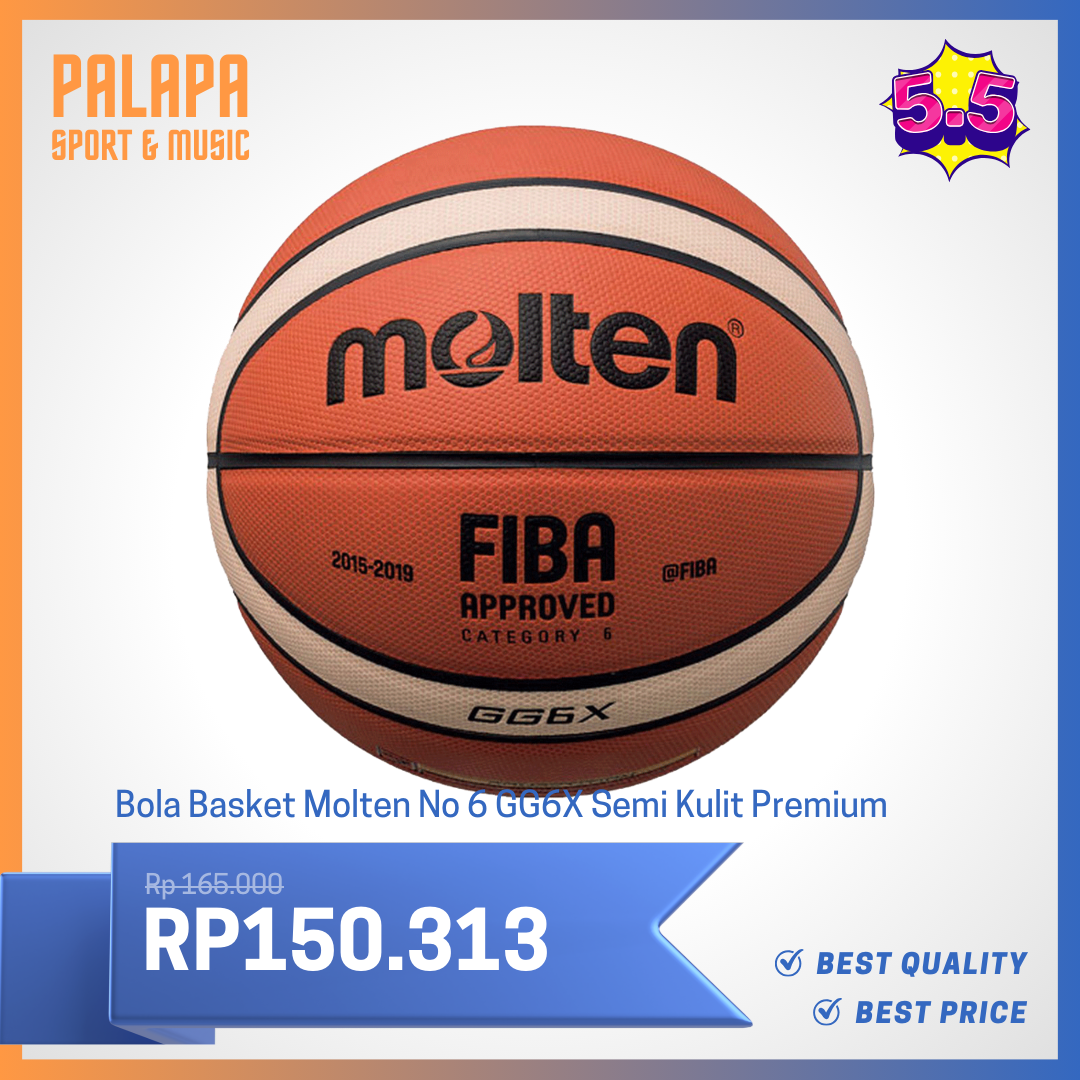 PALAPA
SPORT & MUSIC
5.5
molten®
2015-2019
FIBA
@FIBA
APPROVED
CATEGORY 6
GG6X
Bola Basket Molten No 6 GG6X Semi Kulit Premium
Rp 165.000
RP150.313
BEST QUALITY
BEST PRICE